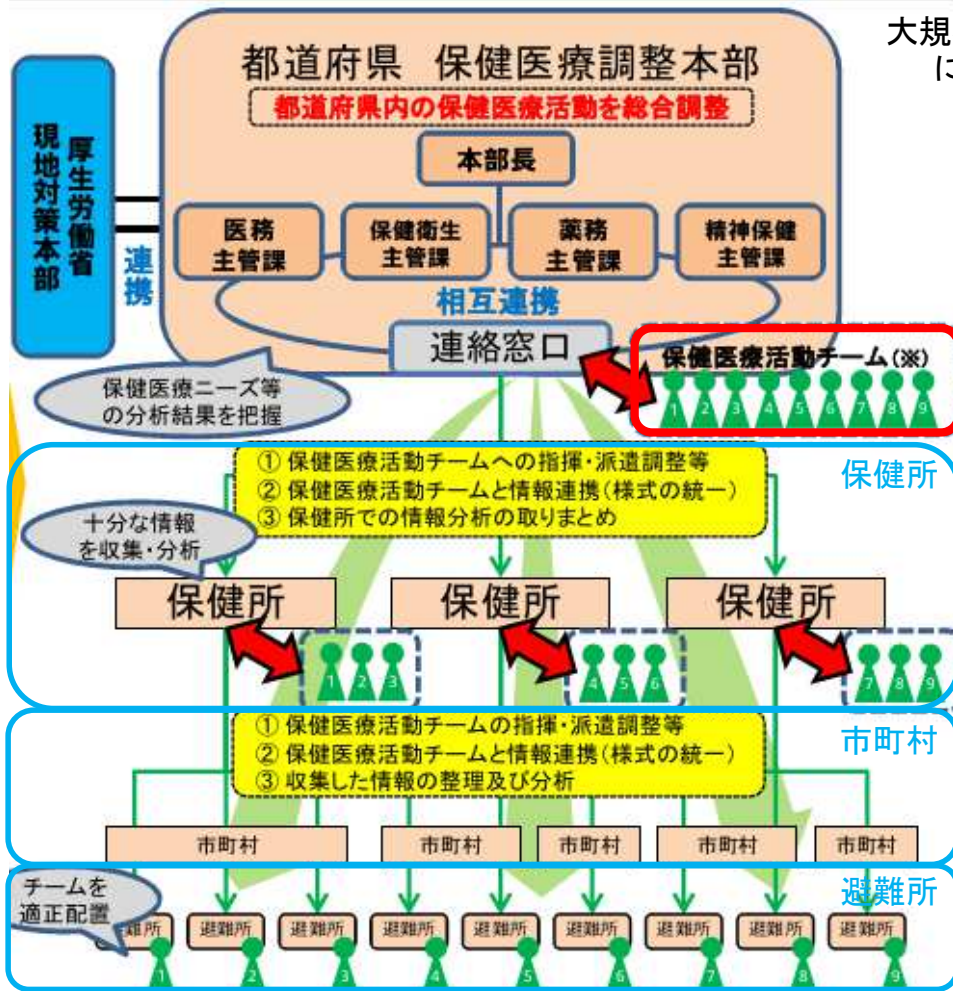 大規
に
都道府県 保健医療調整本部
都道府県内の保健医療活動を総合調整
本部長
厚生労働省
現地対策本部
連携
医務
主管課
保健衛生
主管課
薬務
主管課
精神保健
主管課
相互連携
連絡窓口
保健医療活動チーム(※)
1 2 3 4 5 6 7 8 9
保健医療ニーズ等
の分析結果を把握
保健所
① 保健医療活動チームへの指揮・派遣調整等
② 保健医療活動チームと情報連携(様式の統一)
③ 保健所での情報分析の取りまとめ
十分な情報
を収集・分析
保健所 保健所 保健所
1 2 3 4 5 6 7 8 9
市町村
① 保健医療活動チームの指揮・派遣調整等
② 保健医療活動チームと情報連携(様式の統一)
③ 収集した情報の整理及び分析
市町村 市町村 市町村 市町村 市町村
避難所
チームを
適正配置
避難所 避難所 避難所 避難所 避難所 避難所 避難所 避難所 避難所
1 2 3 4 5 6 7 8 9